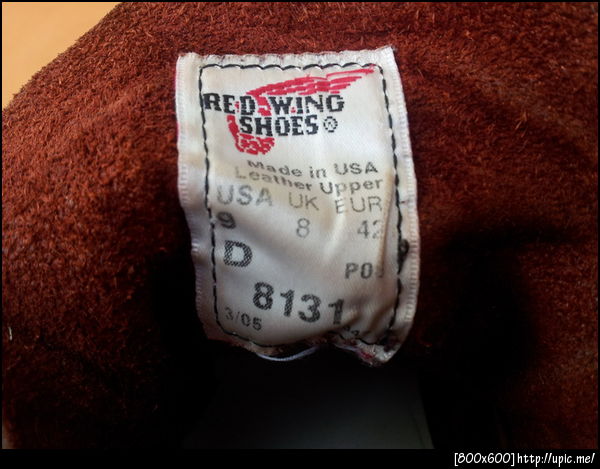 RED WING
SHOES®
Made in USA
Leather Upper
USA UK EUR
9 8 42
D
8131
3/05
[800x600]http://upic.me/